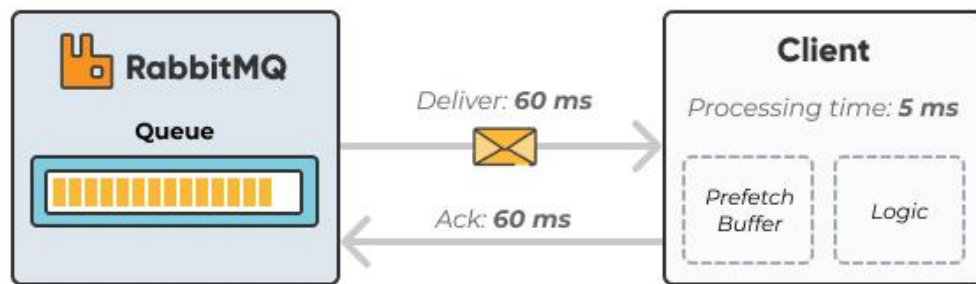 RabbitMQ
Queue
Deliver: 60 ms
Ack: 60 ms
Client
Processing time: 5 ms
Prefetch
Buffer
Logic